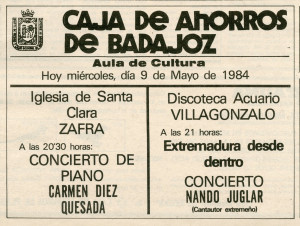 CAJA DE AHORROS
DE BADAJOZ
Aula de Cultura
Hoy miércoles, día 9 de Mayo de 1984
Iglesia de Santa
Clara
ZAFRA
A las 20'30 horas:
CONCIERTO DE
PIANO
CARMEN DIEZ
QUESADA
Discoteca Acuario
VILLAGONZALO
A las 21 horas:
Extremadura desde
dentro
CONCIERTO
NANDO JUGLAR
(Cantautor extremeño)